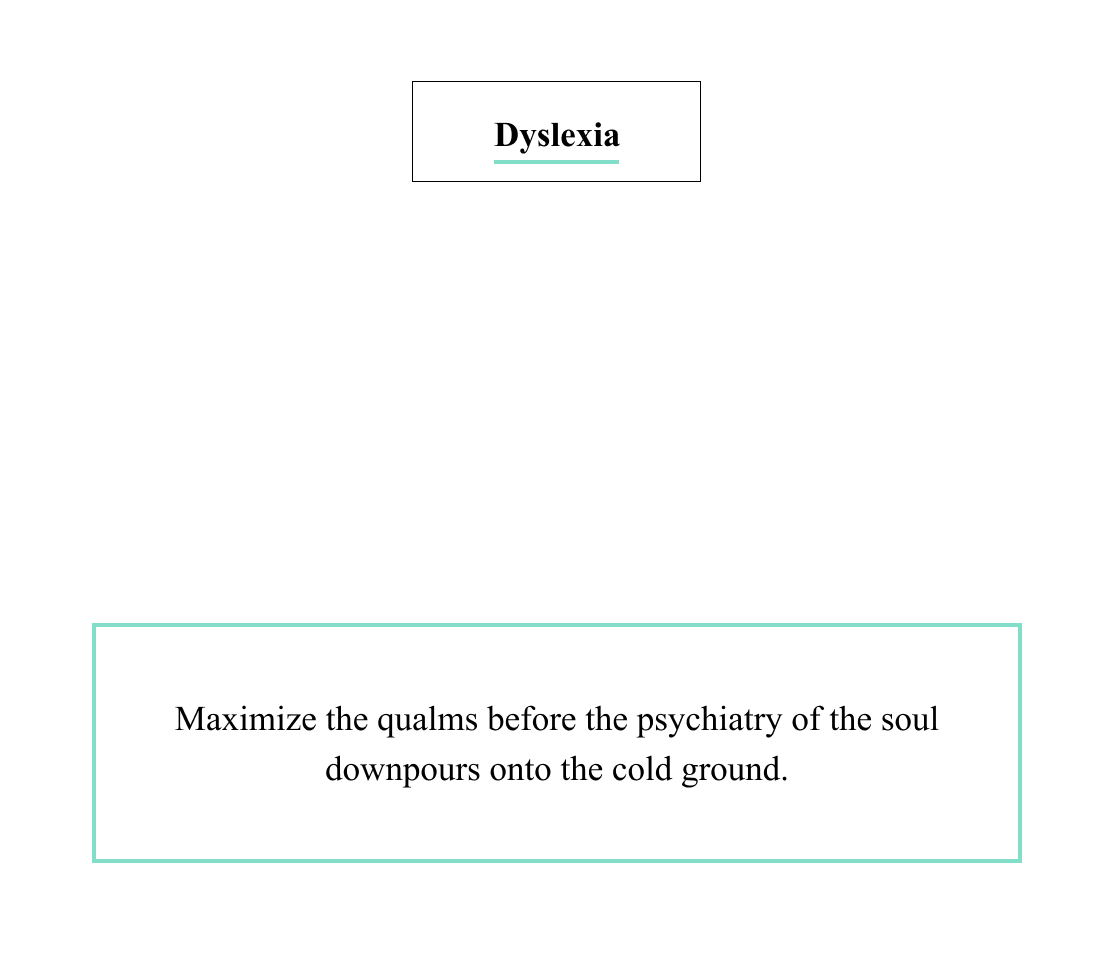 Dyslexia
Maximize the qualms before the psychiatry of the soul
downpours onto the cold ground.